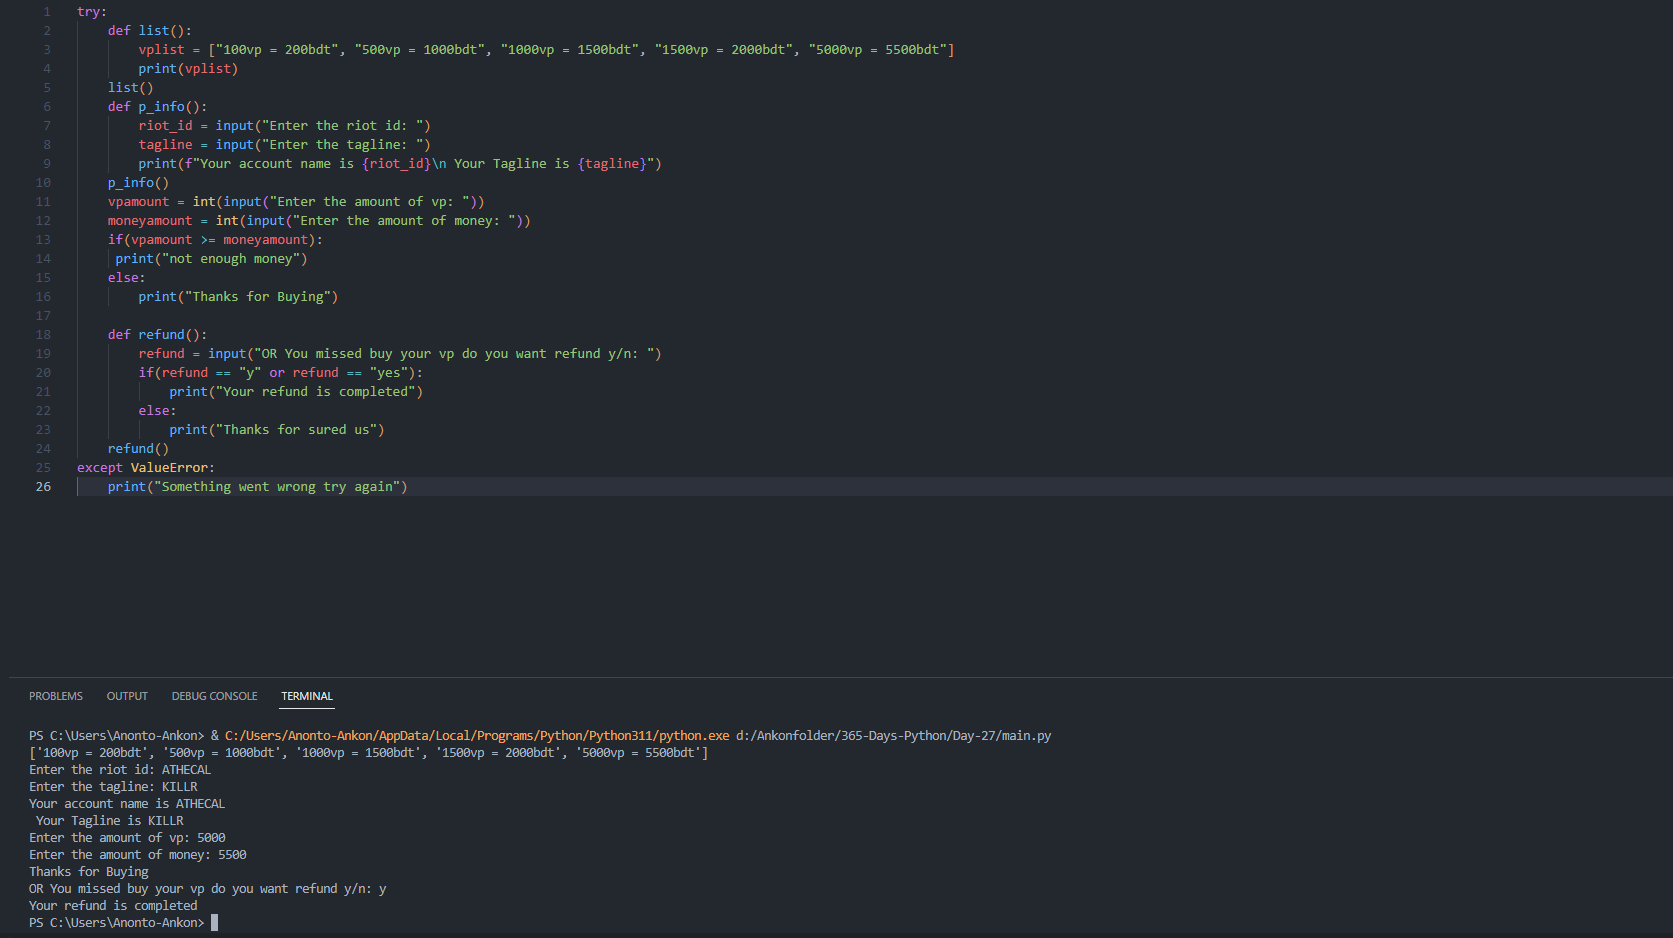 1 try:
2     def list():
3         vplist = ["100vp = 200bdt", "500vp = 1000bdt", "1000vp = 1500bdt", "1500vp = 2000bdt", "5000vp = 5500bdt"]
4         print(vplist)
5     list()
6     def p_info():
7         riot_id = input("Enter the riot id: ")
8         tagline = input("Enter the tagline: ")
9         print(f"Your account name is {riot_id}\n Your Tagline is {tagline}")
10     p_info()
11     vpamount = int(input("Enter the amount of vp: "))
12     moneyamount = int(input("Enter the amount of money: "))
13     if(vpamount >= moneyamount):
14      print("not enough money")
15     else:
16         print("Thanks for Buying")
17
18     def refund():
19         refund = input("OR You missed buy your vp do you want refund y/n: ")
20         if(refund == "y" or refund == "yes"):
21             print("Your refund is completed")
22         else:
23             print("Thanks for sured us")
24     refund()
25 except ValueError:
26     print("Something went wrong try again")
PROBLEMS OUTPUT DEBUG CONSOLE TERMINAL
PS C:\Users\Anonto-Ankon> & C:/Users/Anonto-Ankon/AppData/Local/Programs/Python/Python311/python.exe d:/Ankonfolder/365-Days-Python/Day-27/main.py
['100vp = 200bdt', '500vp = 1000bdt', '1000vp = 1500bdt', '1500vp = 2000bdt', '5000vp = 5500bdt']
Enter the riot id: ATHECAL
Enter the tagline: KILLR
Your account name is ATHECAL
 Your Tagline is KILLR
Enter the amount of vp: 5000
Enter the amount of money: 5500
Thanks for Buying
OR You missed buy your vp do you want refund y/n: y
Your refund is completed
PS C:\Users\Anonto-Ankon>